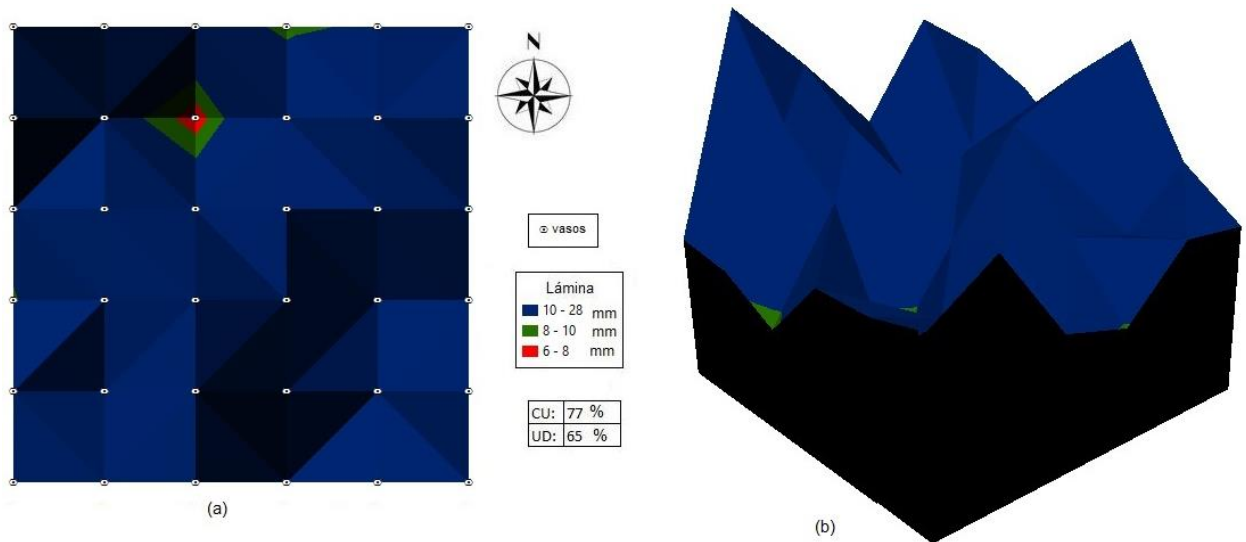 N
⊙ vasos
Lámina
10 - 28 mm
8 - 10 mm
6 - 8 mm
CU: 77 %
UD: 65 %
(a)
(b)